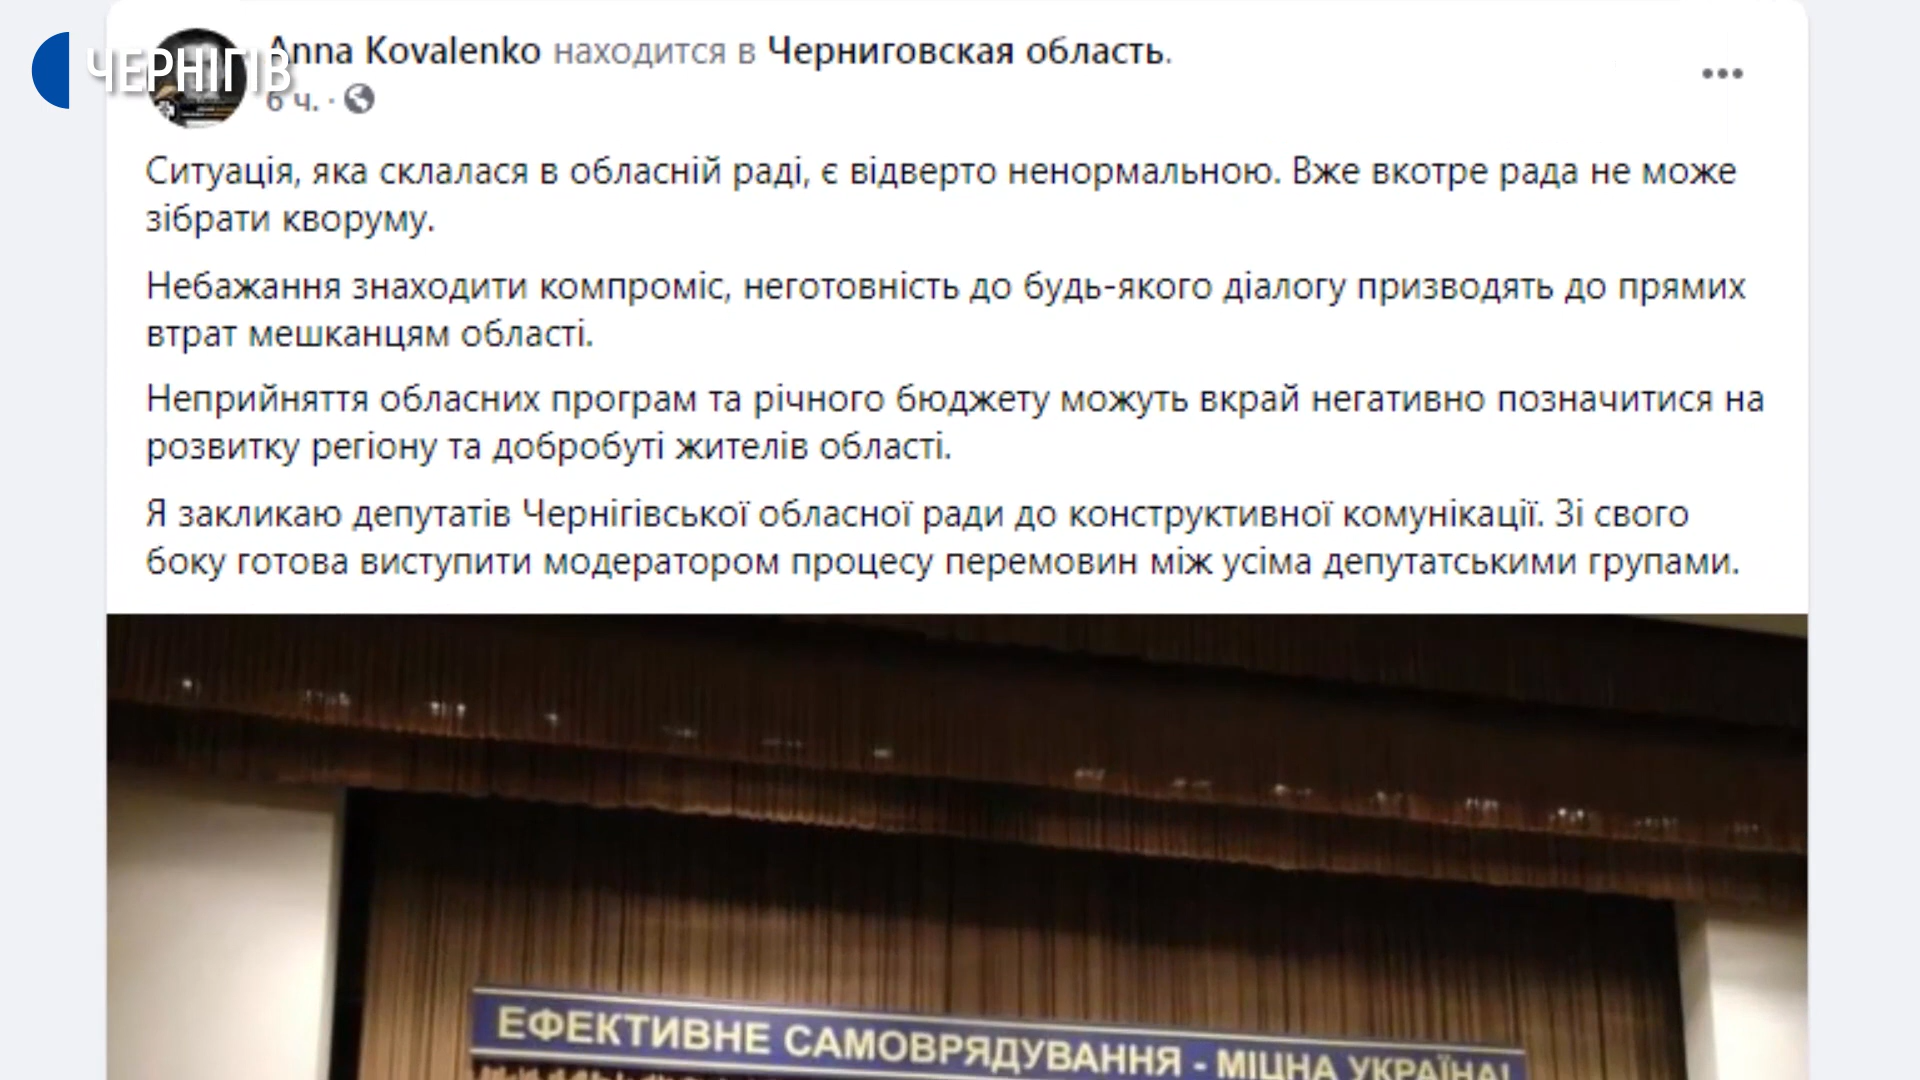 ЧЕРНІГІВ
Anna Kovalenko находится в Черниговская область.
6 ч.
Ситуація, яка склалася в обласній раді, є відверто ненормальною. Вже вкотре рада не може
зібрати кворуму.
Небажання знаходити компроміс, неготовність до будь-якого діалогу призводять до прямих
втрат мешканцям області.
Неприйняття обласних програм та річного бюджету можуть вкрай негативно позначитися на
розвитку регіону та добробуті жителів області.
Я закликаю депутатів Чернігівської обласної ради до конструктивної комунікації. Зі свого
боку готова виступити модератором процесу перемовин між усіма депутатськими групами.
ЕФЕКТИВНЕ САМОВРЯДУВАННЯ - МІЦНА УКРАЇНА!